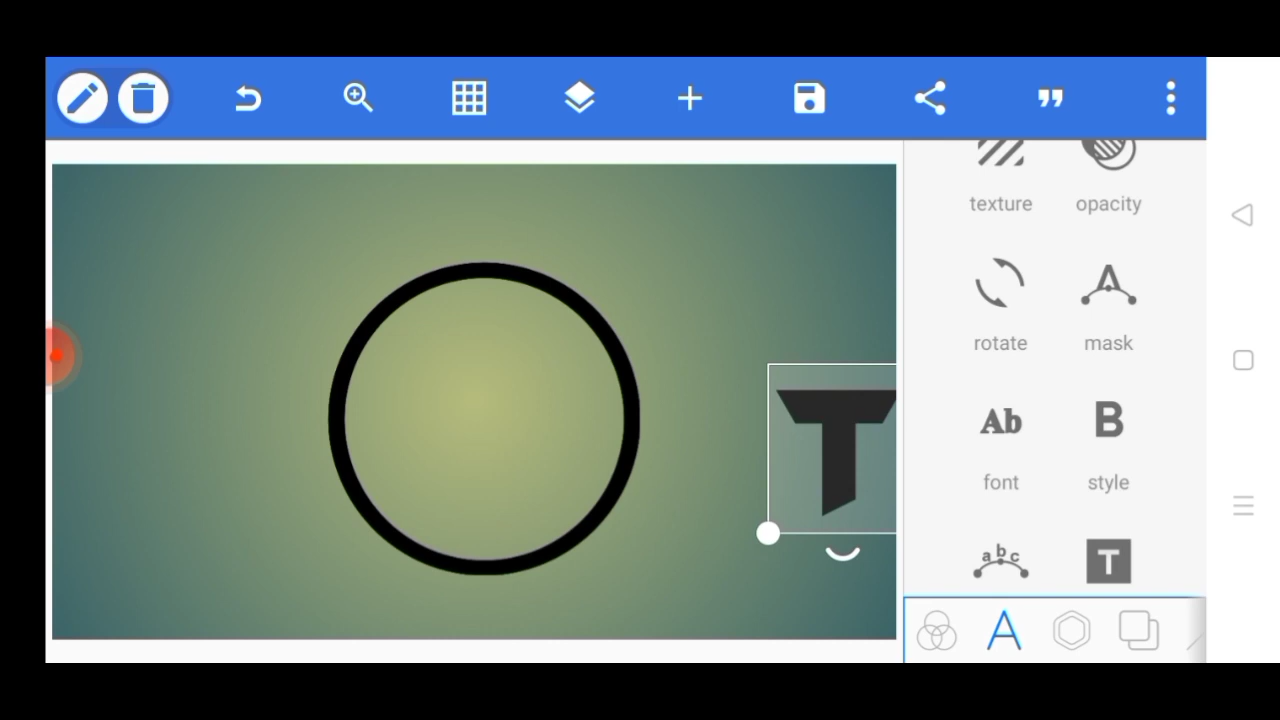 texture opacity
rotate mask
Ab B
font style
abc T
T
A